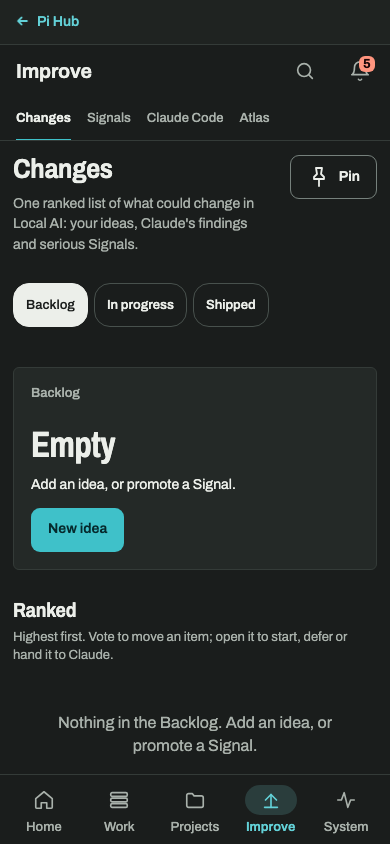 ← Pi Hub
Improve
5
Changes Signals Claude Code Atlas
Changes
Pin
One ranked list of what could change in
Local AI: your ideas, Claude's findings
and serious Signals.
Backlog In progress Shipped
Backlog
Empty
Add an idea, or promote a Signal.
New idea
Ranked
Highest first. Vote to move an item; open it to start, defer or
hand it to Claude.
Nothing in the Backlog. Add an idea, or
promote a Signal.
Home Work Projects Improve System